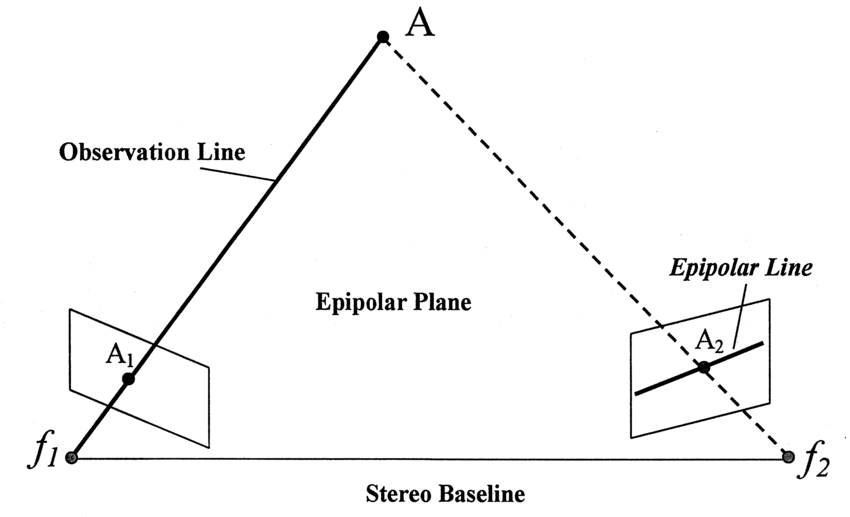 A
Observation Line
Epipolar Line
Epipolar Plane
A1
A2
f1
f2
Stereo Baseline